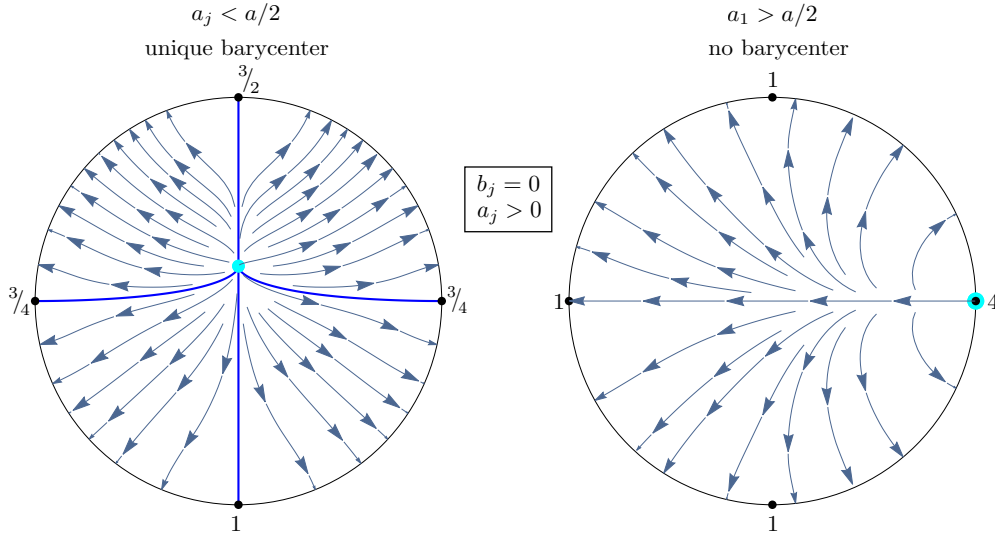 a_j < a/2
unique barycenter
3/2
3/4
3/4
1
b_j = 0
a_j > 0
a_1 > a/2
no barycenter
1
1
4
1